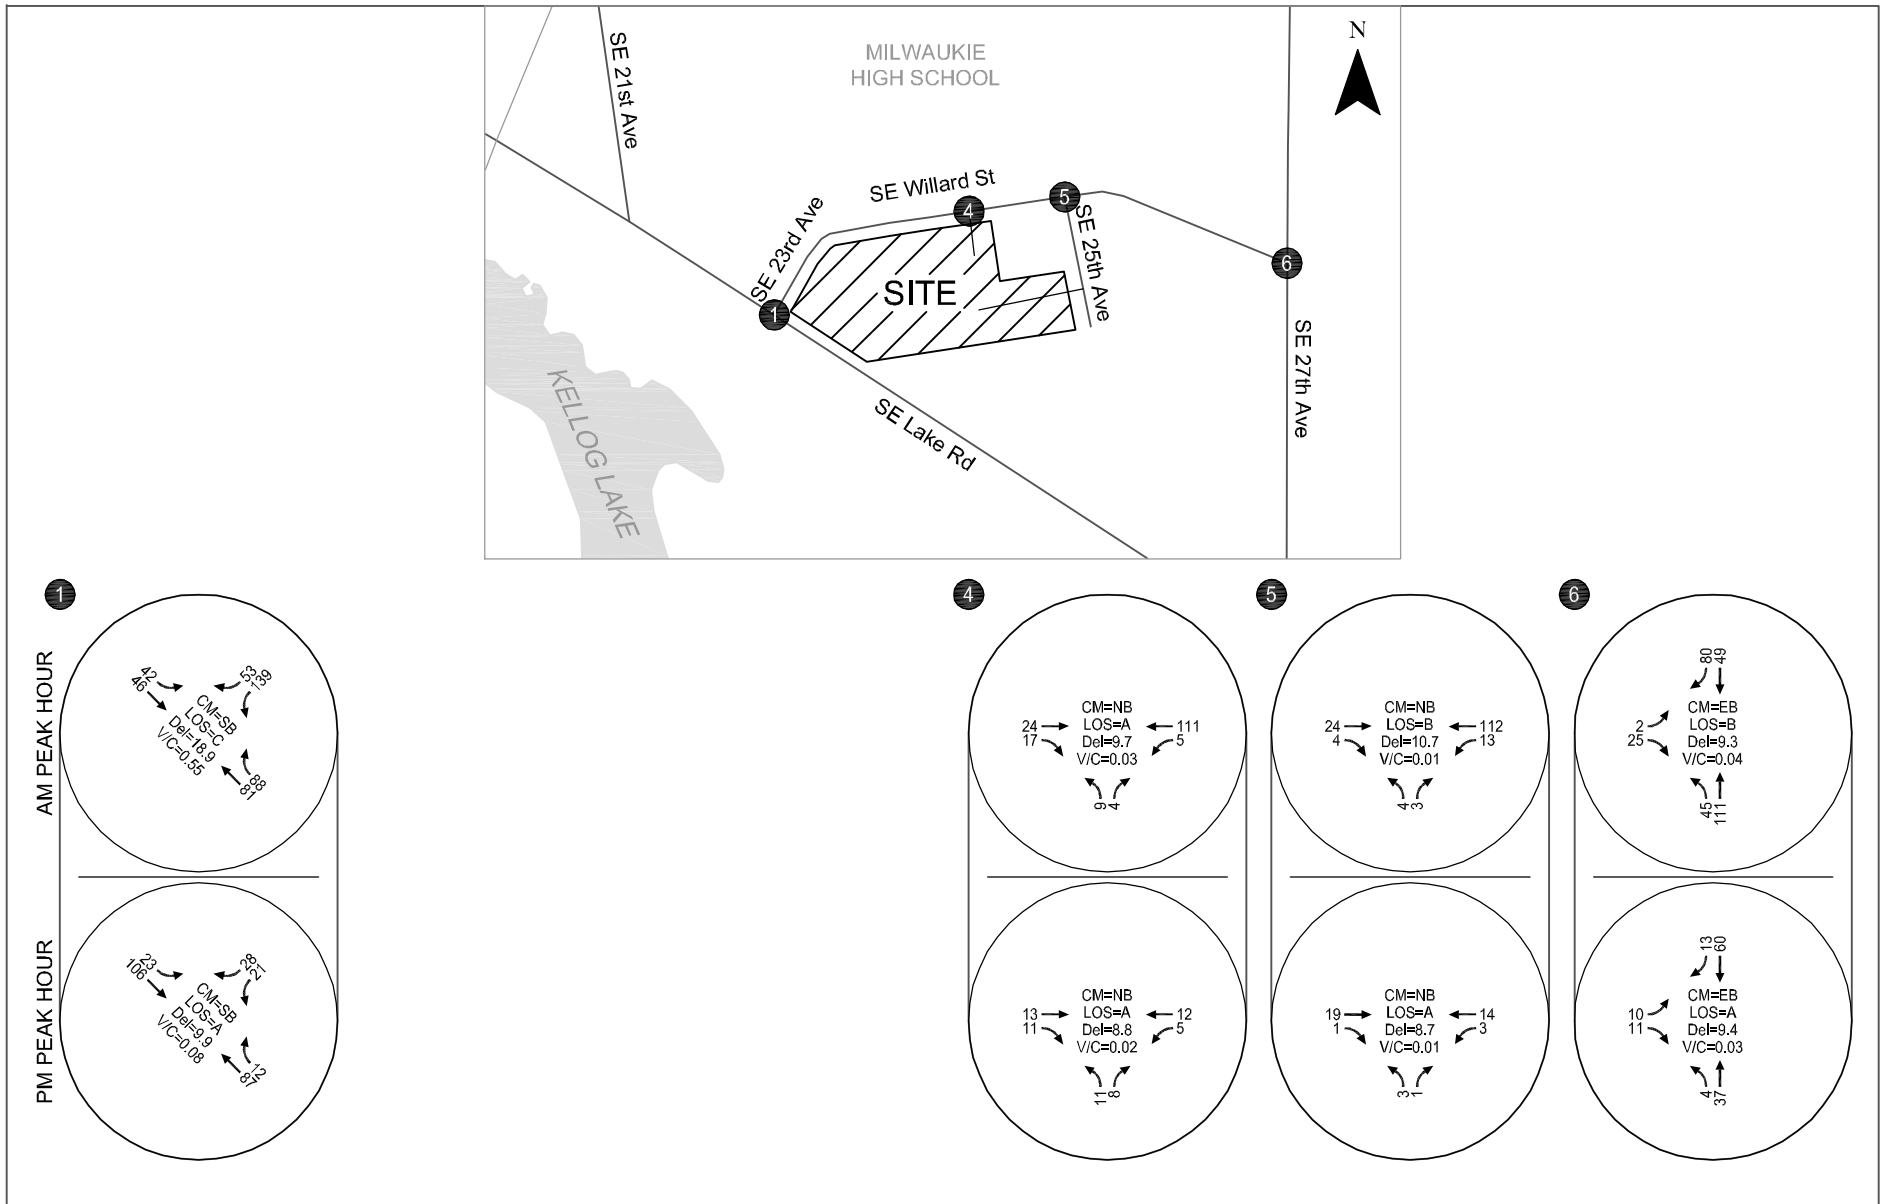 MILWAUKIE
HIGH SCHOOL
N
SE 21st Ave
SE Willard St
4
5
SE 23rd Ave
SE 25th Ave
6
SITE
1
SE 27th Ave
KELLOG LAKE
SE Lake Rd
1
4
5
6
AM PEAK HOUR
42
46
53
139
CM=SB
LOS=C
Del=18.9
V/C=0.55
88
81
24
17
CM=NB
LOS=A
Del=9.7
V/C=0.03
111
5
9
4
24
4
CM=NB
LOS=B
Del=10.7
V/C=0.01
112
13
4
3
80
49
2
25
CM=EB
LOS=B
Del=9.3
V/C=0.04
45
111
PM PEAK HOUR
23
106
28
21
CM=SB
LOS=A
Del=9.9
V/C=0.08
12
87
13
11
CM=NB
LOS=A
Del=8.8
V/C=0.02
12
5
11
8
19
1
CM=NB
LOS=A
Del=8.7
V/C=0.01
14
3
3
1
13
60
10
11
CM=EB
LOS=A
Del=9.4
V/C=0.03
4
37